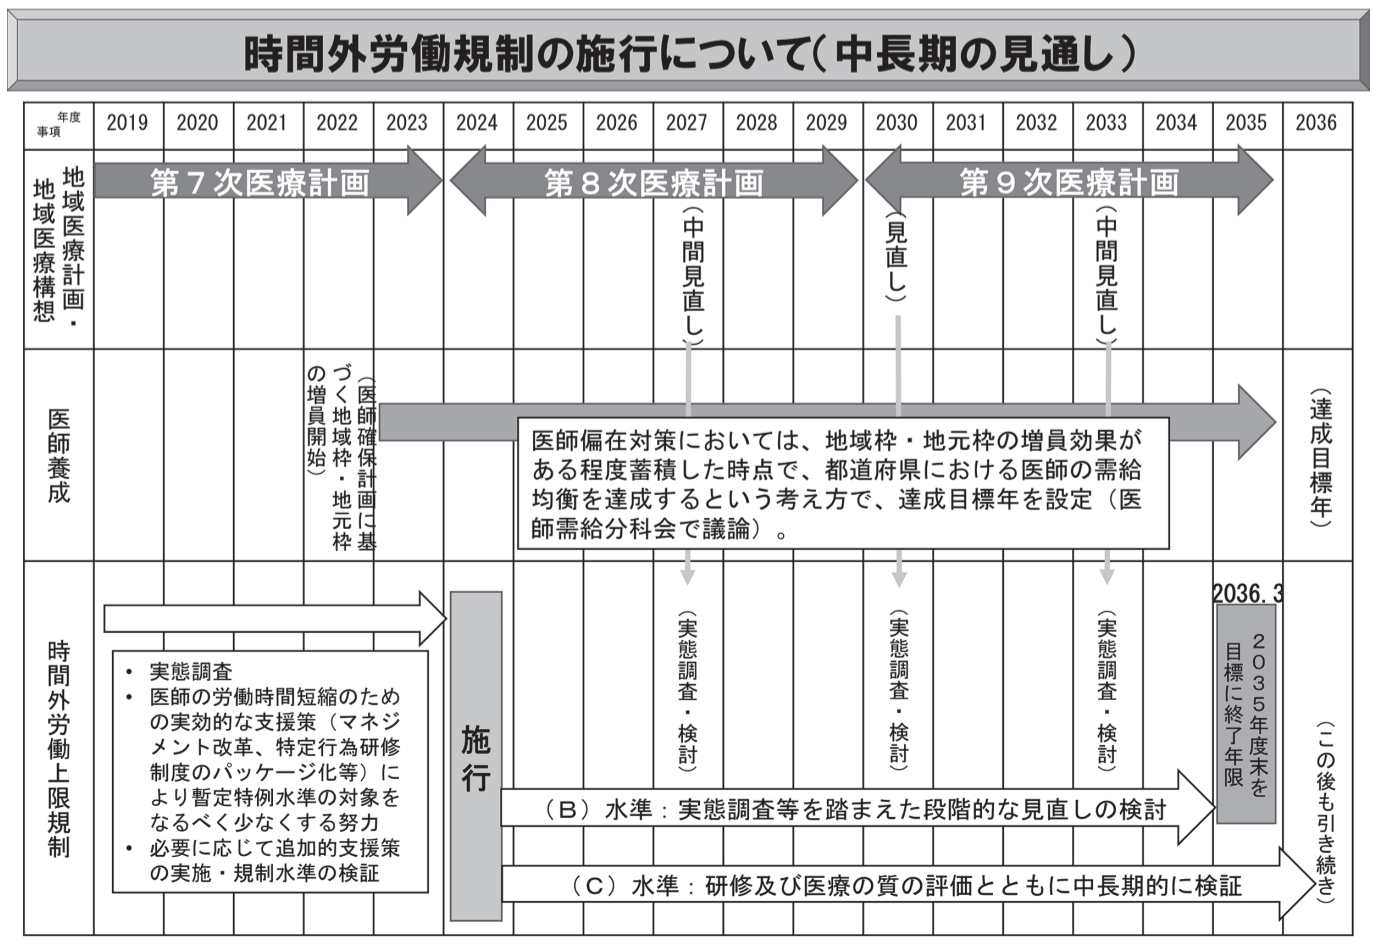 時間外労働規制の施行について（中長期の見通し）
年度
事項
2019
2020
2021
2022
2023
2024
2025
2026
2027
2028
2029
2030
2031
2032
2033
2034
2035
2036
地域医療計画・
地域医療構想
第７次医療計画
第８次医療計画
第９次医療計画
（中間見直し）
（見直し）
（中間見直し）
医師養成
（医師確保計画に基
づく地域枠・地元枠
の増員開始）
医師偏在対策においては、地域枠・地元枠の増員効果が
ある程度蓄積した時点で、都道府県における医師の需給
均衡を達成するという考え方で、達成目標年を設定（医
師需給分科会で議論）。
（達成目標年）
時間外労働上限規制
・ 実態調査
・ 医師の労働時間短縮のため
の実効的な支援策（マネジ
メント改革、特定行為研修
制度のパッケージ化等）に
より暫定特例水準の対象を
なるべく少なくする努力
・ 必要に応じて追加的支援策
の実施・規制水準の検証
施行
（実態調査・検討）
（実態調査・検討）
（実態調査・検討）
2036.3
２０３５年度末を
目標に終了年限
（Ｂ）水準：実態調査等を踏まえた段階的な見直しの検討
（Ｃ）水準：研修及び医療の質の評価とともに中長期的に検証
（この後も引き続き）